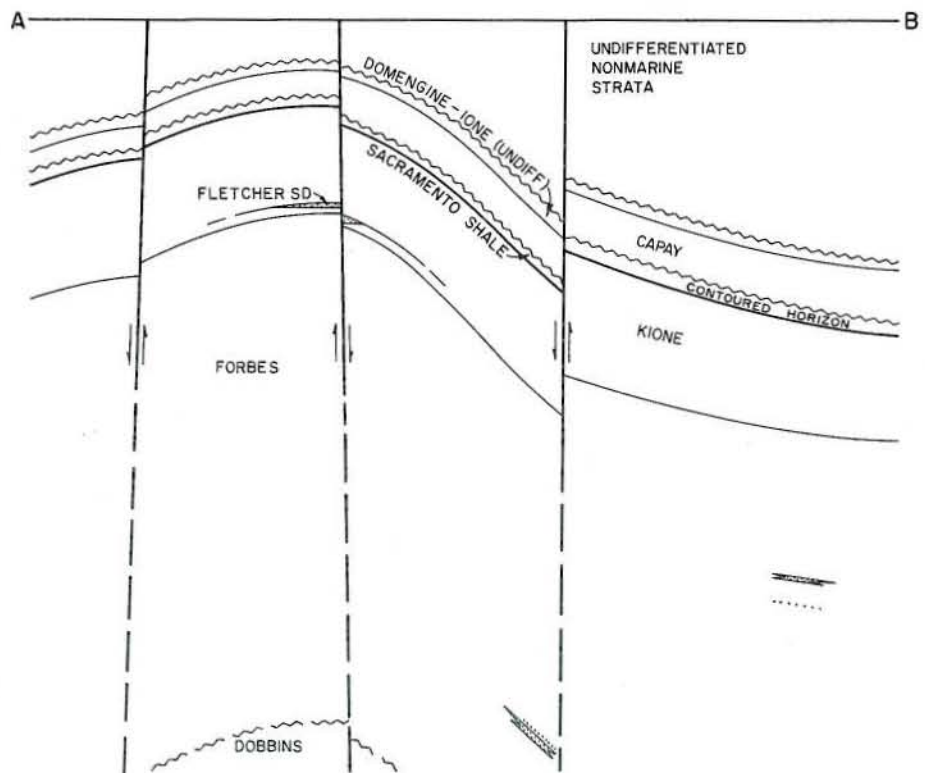 A
B
UNDIFFERENTIATED
NONMARINE
STRATA
DOMENGINE-IONE (UNDIFF)
SACRAMENTO SHALE
FLETCHER SD
CAPAY
CONTOURED HORIZON
KIONE
FORBES
DOBBINS